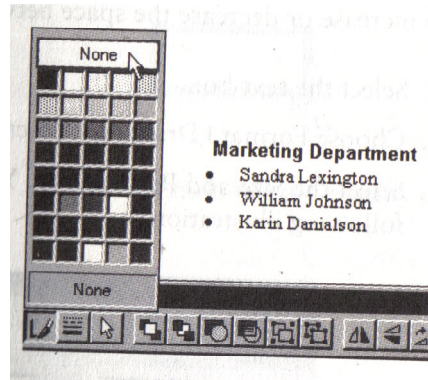 None
Marketing Department
• Sandra Lexington
• William Johnson
• Karin Danialson
None